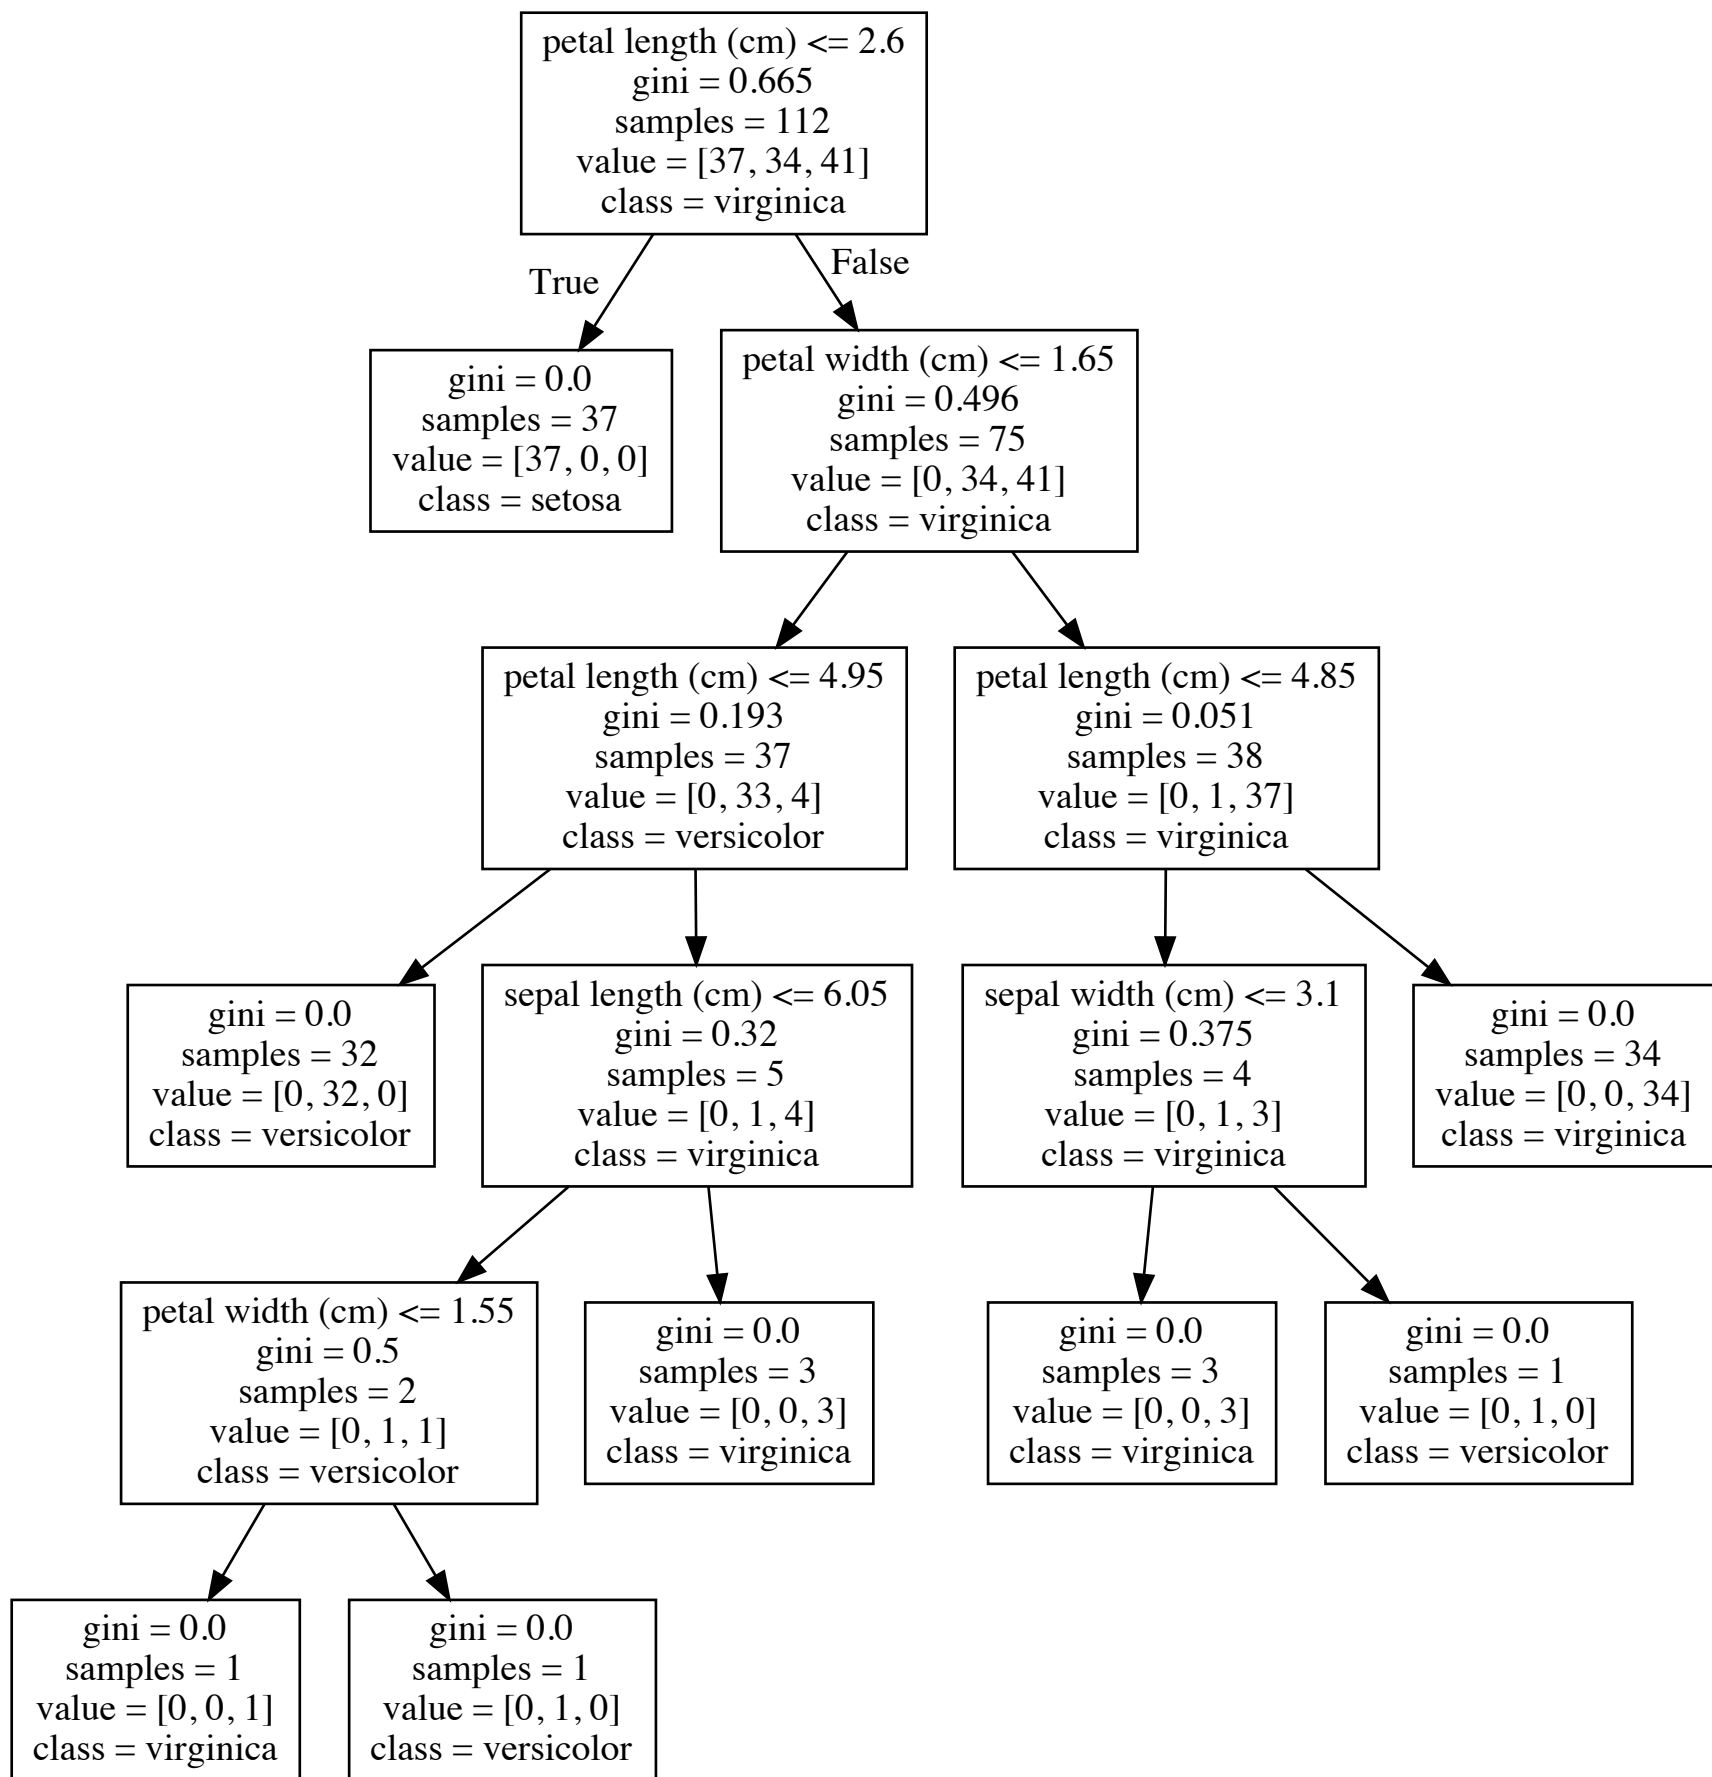 petal length (cm) <= 2.6
gini = 0.665
samples = 112
value = [37, 34, 41]
class = virginica
True
False
gini = 0.0
samples = 37
value = [37, 0, 0]
class = setosa
petal width (cm) <= 1.65
gini = 0.496
samples = 75
value = [0, 34, 41]
class = virginica
petal length (cm) <= 4.95
gini = 0.193
samples = 37
value = [0, 33, 4]
class = versicolor
petal length (cm) <= 4.85
gini = 0.051
samples = 38
value = [0, 1, 37]
class = virginica
gini = 0.0
samples = 32
value = [0, 32, 0]
class = versicolor
sepal length (cm) <= 6.05
gini = 0.32
samples = 5
value = [0, 1, 4]
class = virginica
sepal width (cm) <= 3.1
gini = 0.375
samples = 4
value = [0, 1, 3]
class = virginica
gini = 0.0
samples = 34
value = [0, 0, 34]
class = virginica
petal width (cm) <= 1.55
gini = 0.5
samples = 2
value = [0, 1, 1]
class = versicolor
gini = 0.0
samples = 3
value = [0, 0, 3]
class = virginica
gini = 0.0
samples = 3
value = [0, 0, 3]
class = virginica
gini = 0.0
samples = 1
value = [0, 1, 0]
class = versicolor
gini = 0.0
samples = 1
value = [0, 0, 1]
class = virginica
gini = 0.0
samples = 1
value = [0, 1, 0]
class = versicolor